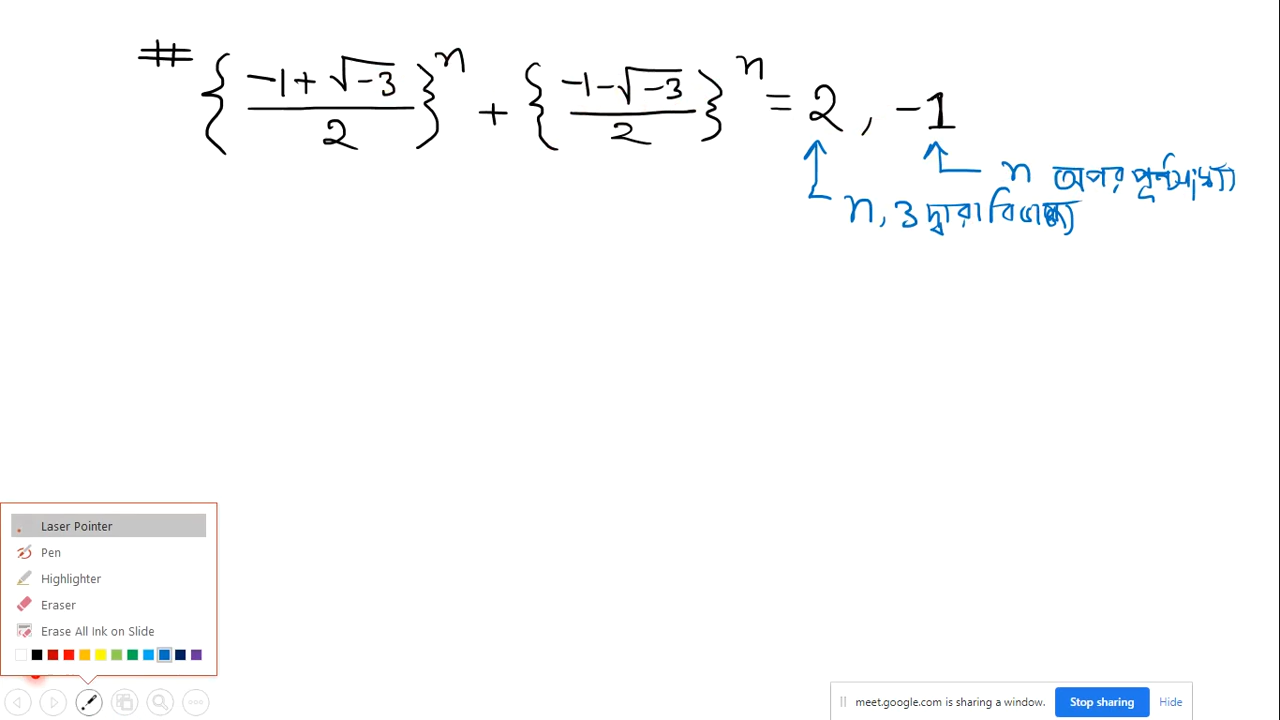 # {(-1+√-3)/2}ⁿ + {(-1-√-3)/2}ⁿ = 2, -1
n অপর পূর্ণসংখ্যা
n, 3 দ্বারা বিভাজ্য
Laser Pointer
Pen
Highlighter
Eraser
Erase All Ink on Slide
meet.google.com is sharing a window. Stop sharing Hide